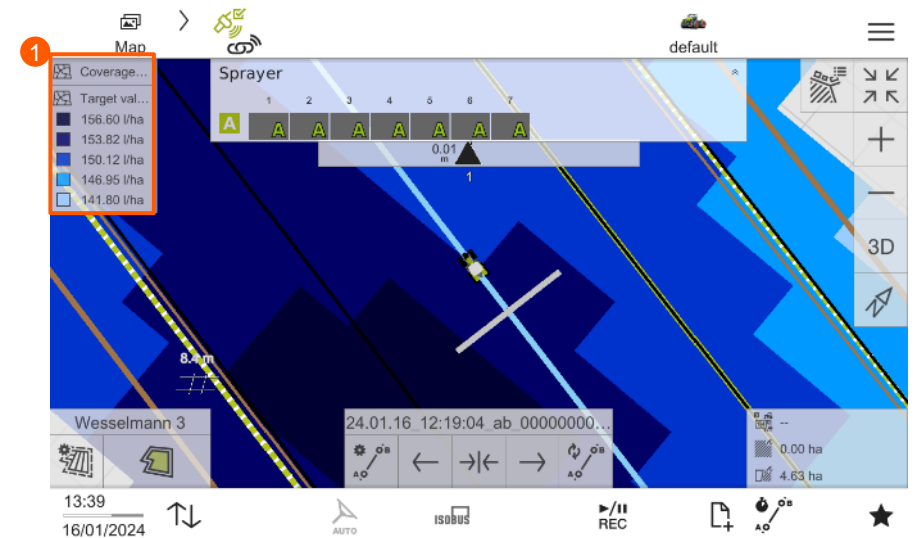 Map
default
1
Coverage...
Target val...
156.60 l/ha
153.82 l/ha
150.12 l/ha
146.95 l/ha
141.80 l/ha
Sprayer
1 2 3 4 5 6 7
A A A A A A A A
0.01
m
1
3D
8.4 m
Wesselmann 3
24.01.16_12:19:04_ab_00000000...
A B
A B
--
0.00 ha
4.63 ha
13:39
16/01/2024
AUTO
ISOBUS
REC
A B